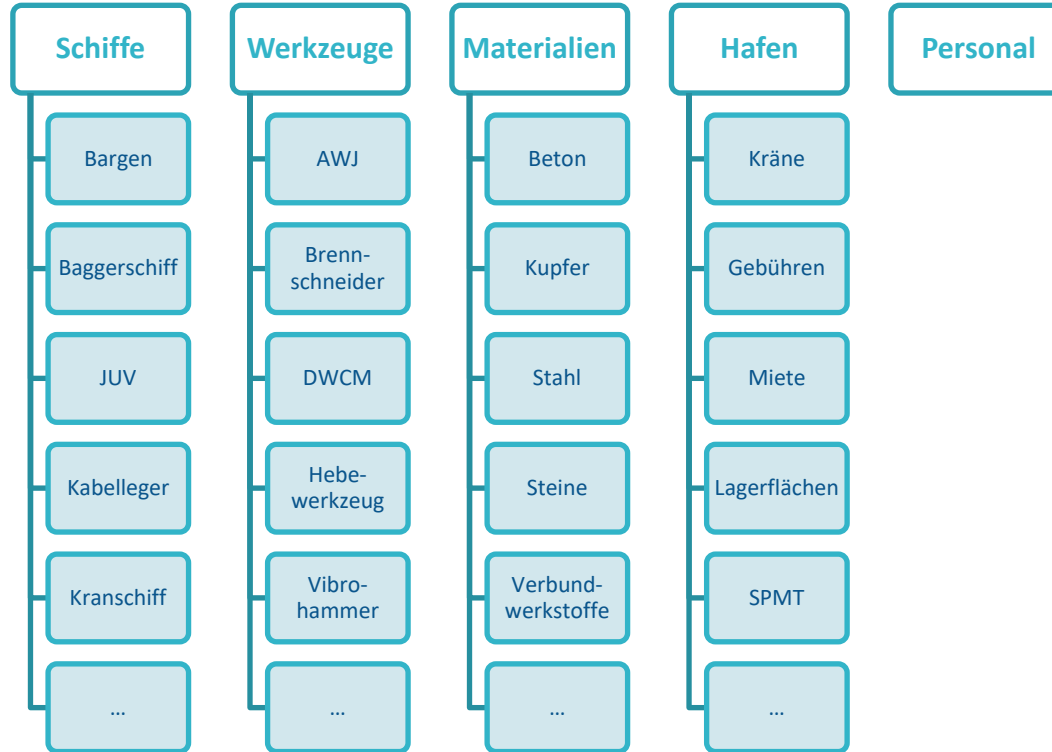 Schiffe
Bargen
Baggerschiff
JUV
Kabelleger
Kranschiff
...
Werkzeuge
AWJ
Brenn-
schneider
DWCM
Hebe-
werkzeug
Vibro-
hammer
...
Materialien
Beton
Kupfer
Stahl
Steine
Verbund-
werkstoffe
...
Hafen
Kräne
Gebühren
Miete
Lagerflächen
SPMT
...
Personal